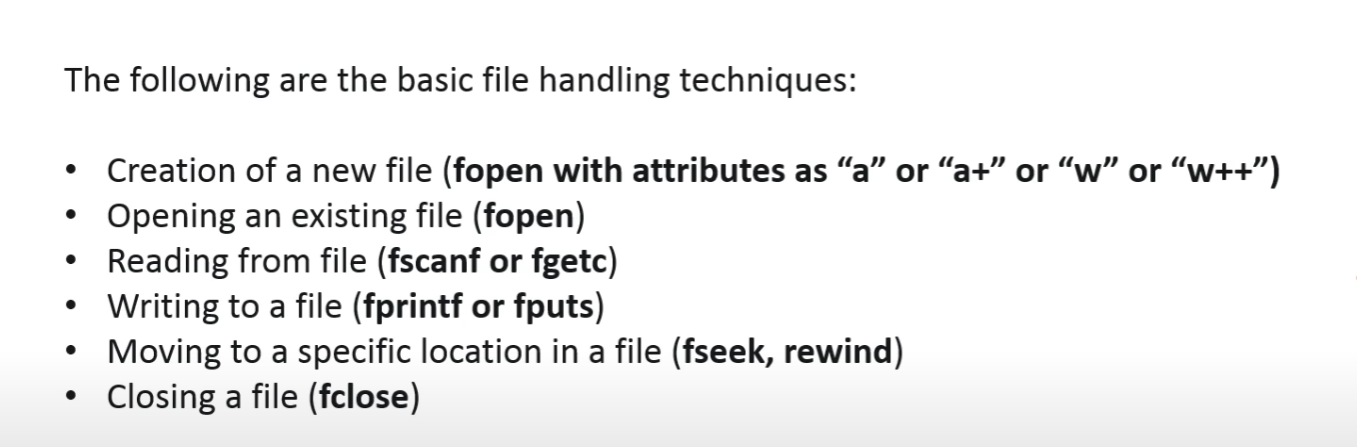 The following are the basic file handling techniques:
• Creation of a new file (fopen with attributes as “a” or “a+” or “w” or “w++”)
• Opening an existing file (fopen)
• Reading from file (fscanf or fgetc)
• Writing to a file (fprintf or fputs)
• Moving to a specific location in a file (fseek, rewind)
• Closing a file (fclose)